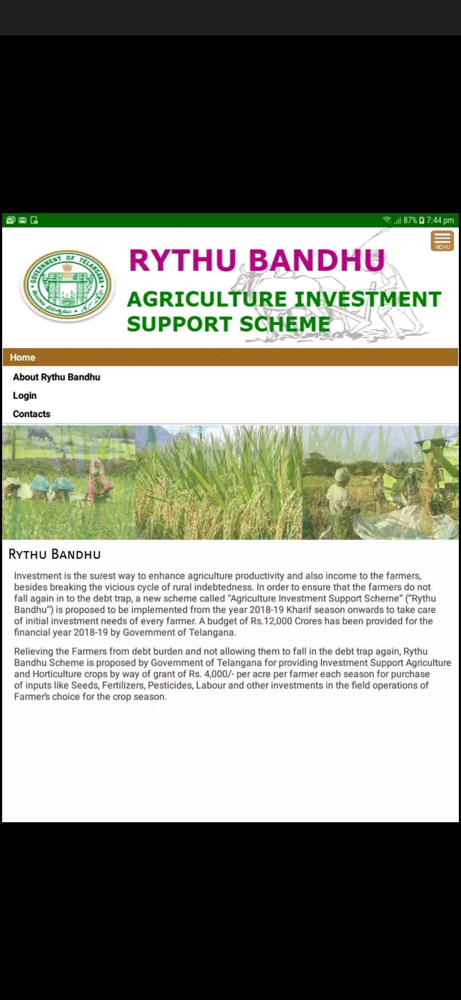 87% 7:44 pm
MENU
RYTHU BANDHU
GOVERNMENT OF TELANGANA
AGRICULTURE INVESTMENT
SUPPORT SCHEME
Home
About Rythu Bandhu
Login
Contacts
RYTHU BANDHU
Investment is the surest way to enhance agriculture productivity and also income to the farmers,
besides breaking the vicious cycle of rural indebtedness. In order to ensure that the farmers do not
fall again in to the debt trap, a new scheme called “Agriculture Investment Support Scheme” (“Rythu
Bandhu”) is proposed to be implemented from the year 2018-19 Kharif season onwards to take care
of initial investment needs of every farmer. A budget of Rs.12,000 Crores has been provided for the
financial year 2018-19 by Government of Telangana.
Relieving the Farmers from debt burden and not allowing them to fall in the debt trap again, Rythu
Bandhu Scheme is proposed by Government of Telangana for providing Investment Support Agriculture
and Horticulture crops by way of grant of Rs. 4,000/- per acre per farmer each season for purchase
of inputs like Seeds, Fertilizers, Pesticides, Labour and other investments in the field operations of
Farmer’s choice for the crop season.